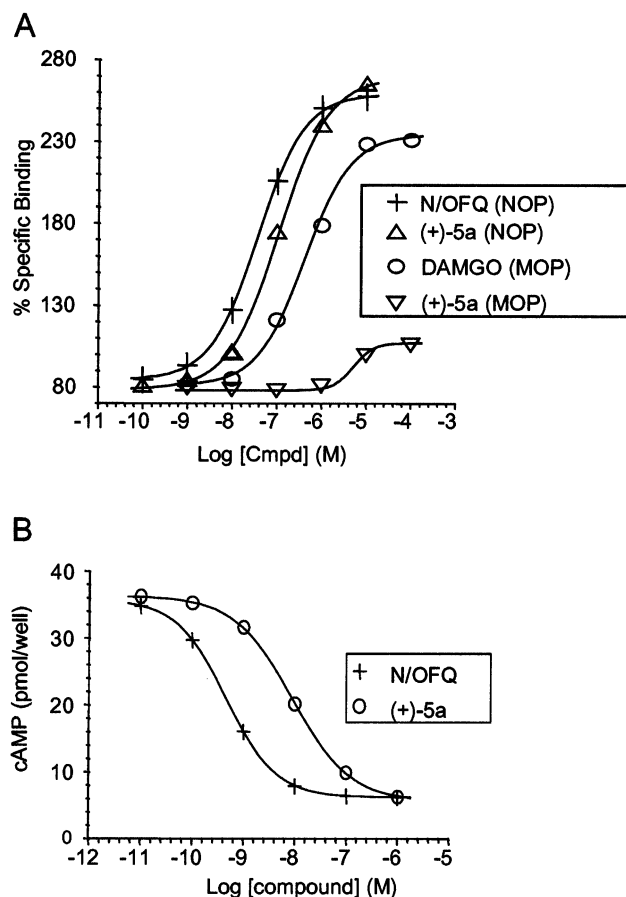 A
280
230
180
130
80
% Specific Binding
N/OFQ (NOP)
(+)-5a (NOP)
DAMGO (MOP)
(+)-5a (MOP)
-11 -10 -9 -8 -7 -6 -5 -4 -3
Log [Cmpd] (M)
B
40
30
20
10
0
cAMP (pmol/well)
N/OFQ
(+)-5a
-12 -11 -10 -9 -8 -7 -6 -5
Log [compound] (M)